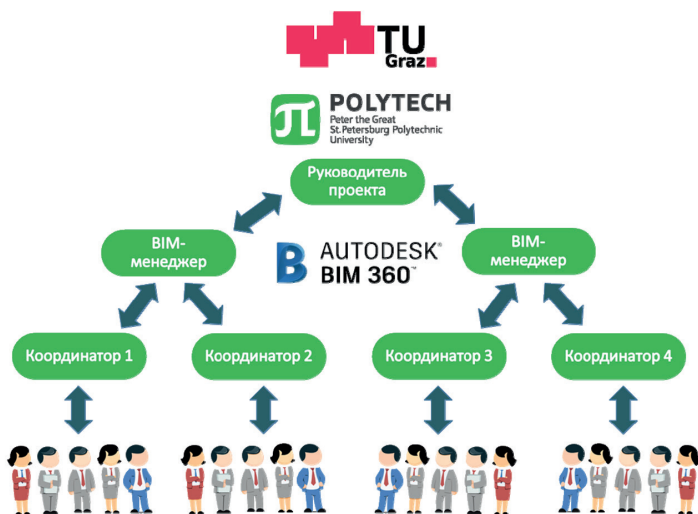 TU
Graz
POLYTECH
Peter the Great
St.Petersburg Polytechnic
University
Руководитель
проекта
BIM-
менеджер
AUTODESK®
BIM 360™
BIM-
менеджер
Координатор 1
Координатор 2
Координатор 3
Координатор 4